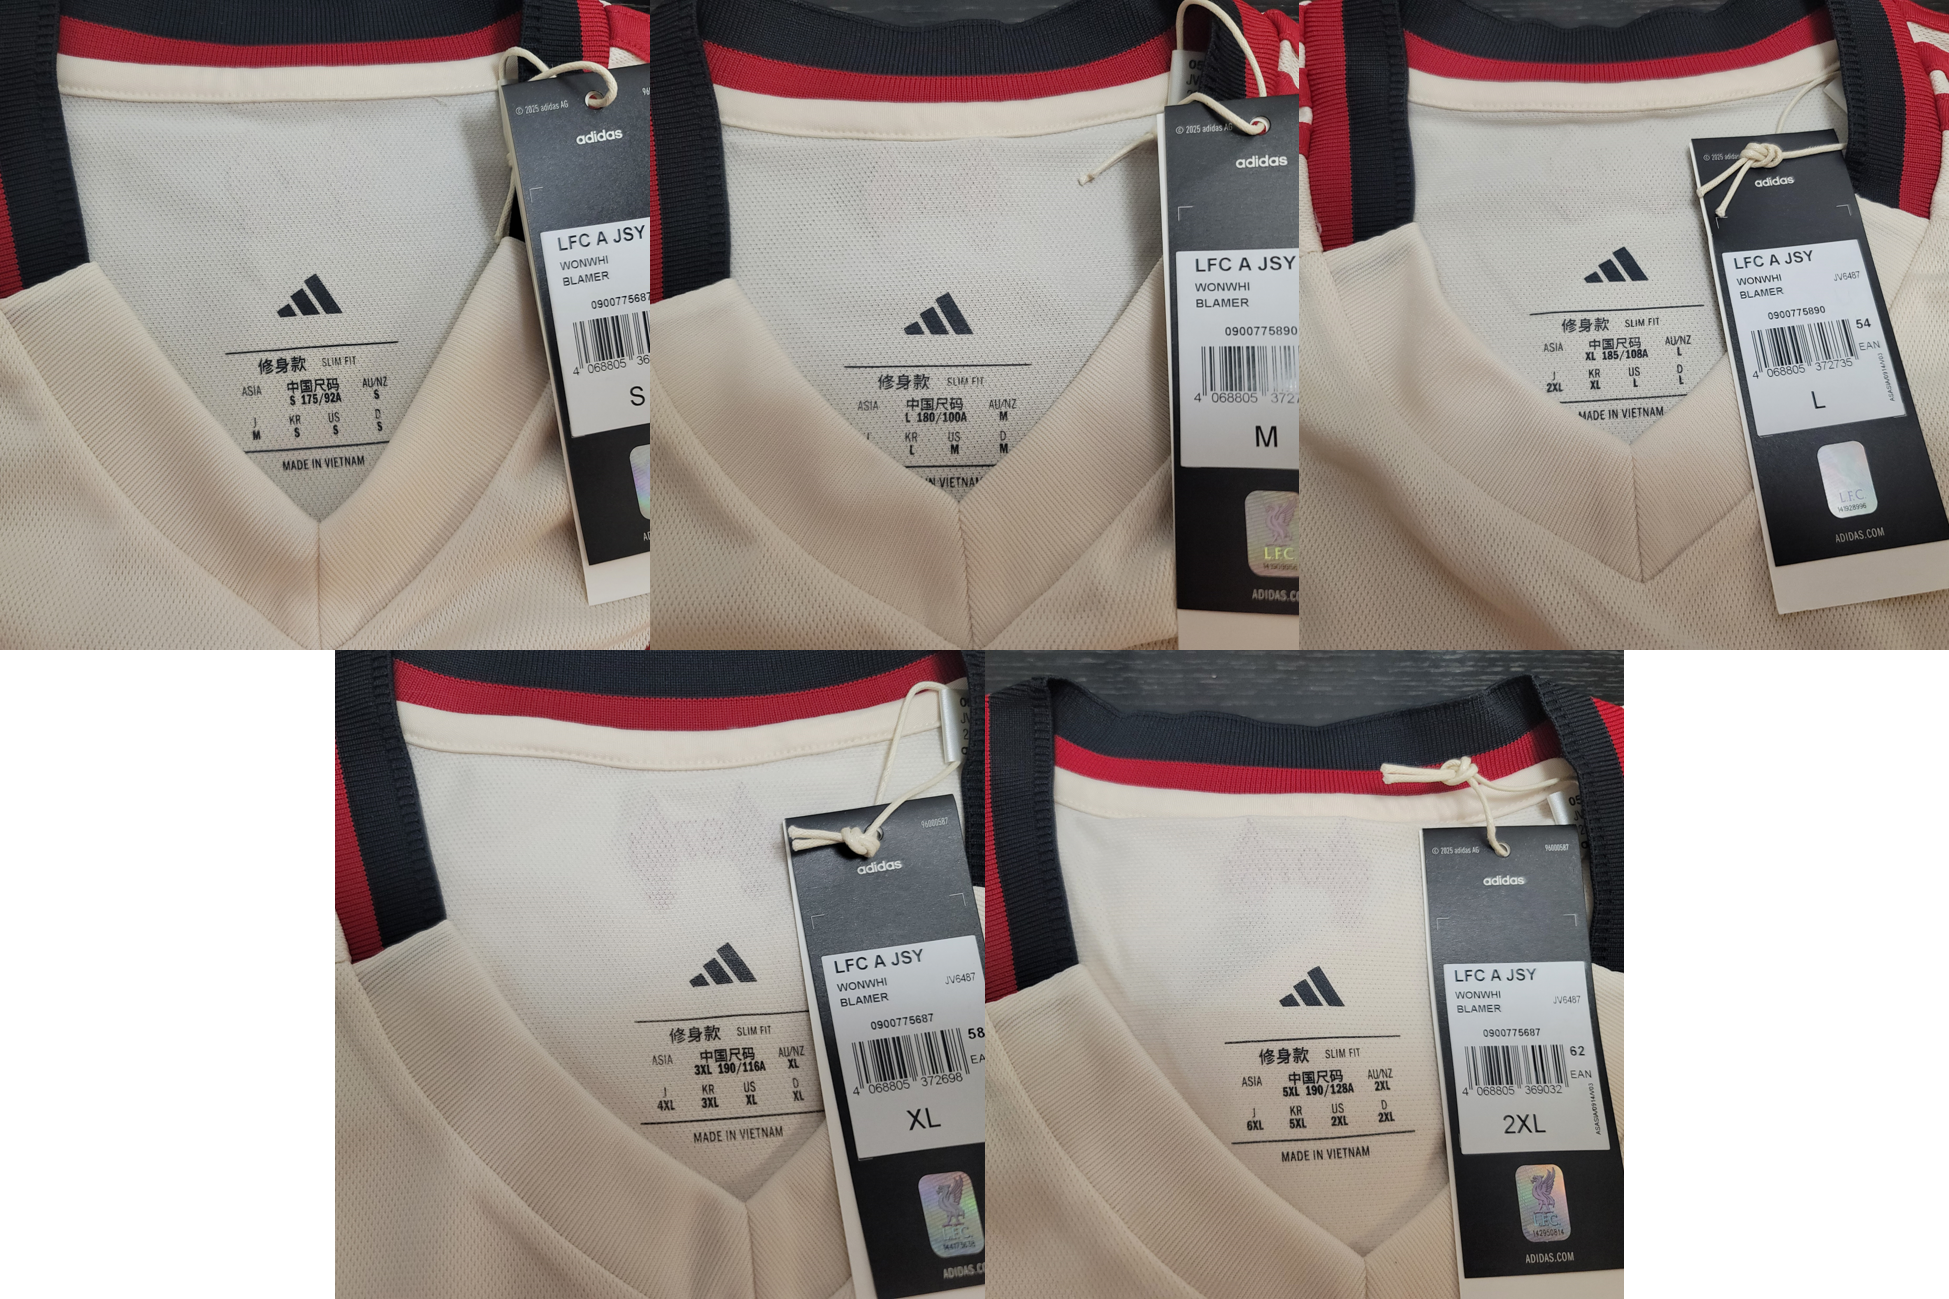 © 2025 adidas AG
adidas
LFC A JSY
WONWHI
BLAMER
0900775687
4 068805 36
S
修身款 SLIM FIT
ASIA 中国尺码 AU/NZ
S 175/92A S
J KR US D
M S S S
MADE IN VIETNAM
05
JV
© 2025 adidas AG
adidas
LFC A JSY
WONWHI
BLAMER
0900775890
4 068805 372
M
LFC
ADIDAS.C
修身款 SLIM FIT
ASIA 中国尺码 AU/NZ
L 180/100A M
KR US D
L M M
IN VIETNAM
© 2025 adidas
adidas
LFC A JSY
WONWHI JV6487
BLAMER
0900775890
54
EAN
4 068805 372735
L
L.F.C
141928996
ADIDAS.COM
修身款 SLIM FIT
ASIA 中国尺码 AU/NZ
XL 185/108A L
J KR US D
2XL XL L L
MADE IN VIETNAM
96000587
adidas
LFC A JSY
WONWHI JV6487
BLAMER
0900775687
58
EA
4 068805 372698
XL
ADIDAS.C
修身款 SLIM FIT
ASIA 中国尺码 AU/NZ
3XL 190/116A XL
J KR US D
4XL 3XL XL XL
MADE IN VIETNAM
© 2025 adidas AG 96000587
adidas
LFC A JSY
WONWHI JV6487
BLAMER
0900775687
62
EAN
4 068805 369032
2XL
L.F.C.
142950814
ADIDAS.COM
修身款 SLIM FIT
ASIA 中国尺码 AU/NZ
5XL 190/128A 2XL
J KR US D
6XL 5XL 2XL 2XL
MADE IN VIETNAM